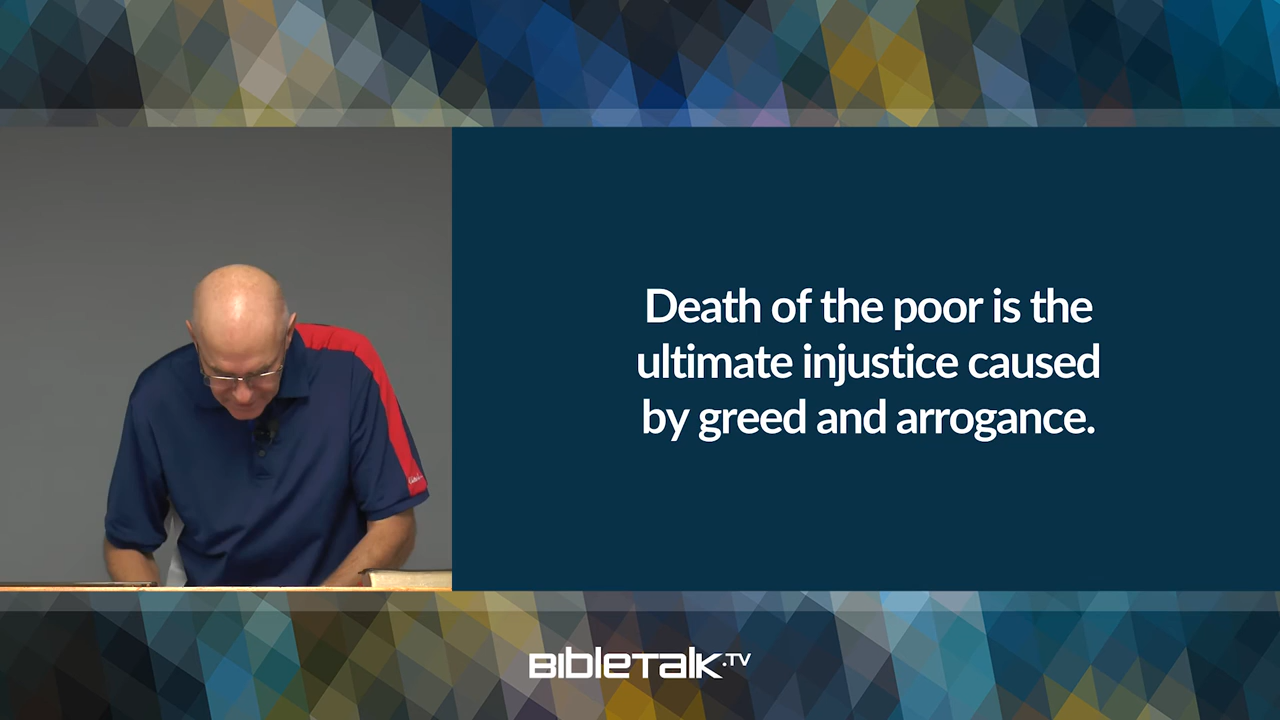 Death of the poor is the
ultimate injustice caused
by greed and arrogance.
BibleTalk.TV